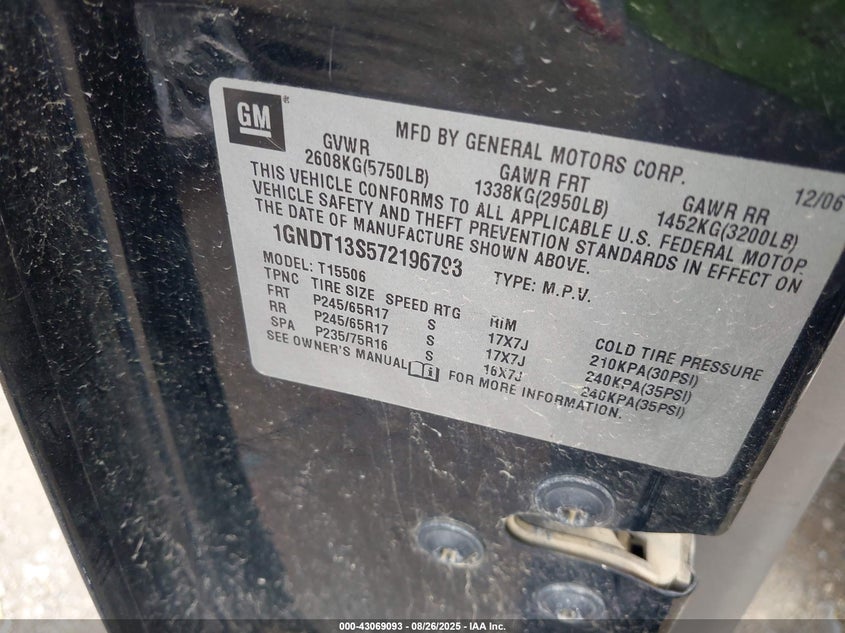 GM®
MFD BY GENERAL MOTORS CORP. 12/06
GVWR GAWR FRT GAWR RR
2608KG(5750LB) 1338KG(2950LB) 1452KG(3200LB)
THIS VEHICLE CONFORMS TO ALL APPLICABLE U.S. FEDERAL MOTOR
VEHICLE SAFETY AND THEFT PREVENTION STANDARDS IN EFFECT ON
THE DATE OF MANUFACTURE SHOWN ABOVE.
1GNDT13S572196793 TYPE: M.P.V.
MODEL: T15506
TPNC TIRE SIZE SPEED RTG RIM COLD TIRE PRESSURE
FRT P245/65R17 S 17X7J 210KPA(30PSI)
RR P245/65R17 S 17X7J 240KPA(35PSI)
SPA P235/75R16 S 16X7J 240KPA(35PSI)
SEE OWNER'S MANUAL FOR MORE INFORMATION.
000-43069093 - 08/26/2025 - IAA Inc.